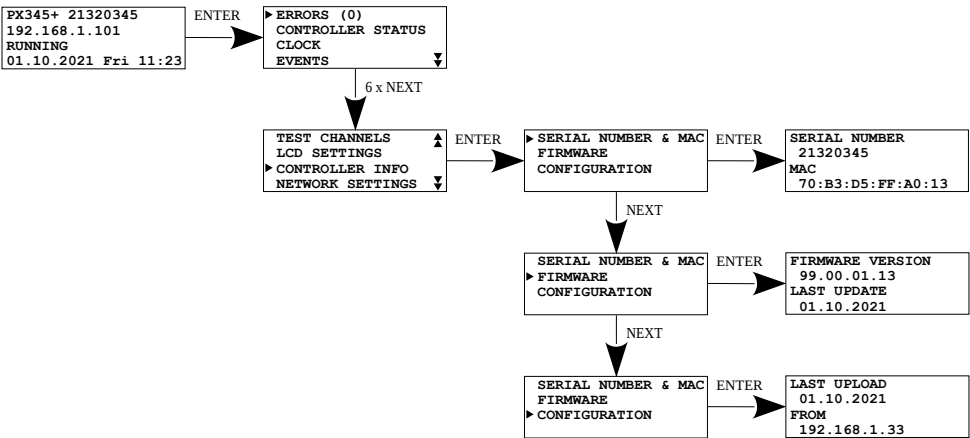 PX345+ 21320345
192.168.1.101
RUNNING
01.10.2021 Fri 11:23
ENTER
ERRORS (0)
CONTROLLER STATUS
CLOCK
EVENTS
6 x NEXT
TEST CHANNELS
LCD SETTINGS
CONTROLLER INFO
NETWORK SETTINGS
ENTER
SERIAL NUMBER & MAC
FIRMWARE
CONFIGURATION
ENTER
SERIAL NUMBER
21320345
MAC
70:B3:D5:FF:A0:13
NEXT
SERIAL NUMBER & MAC
FIRMWARE
CONFIGURATION
ENTER
FIRMWARE VERSION
99.00.01.13
LAST UPDATE
01.10.2021
NEXT
SERIAL NUMBER & MAC
FIRMWARE
CONFIGURATION
ENTER
LAST UPLOAD
01.10.2021
FROM
192.168.1.33